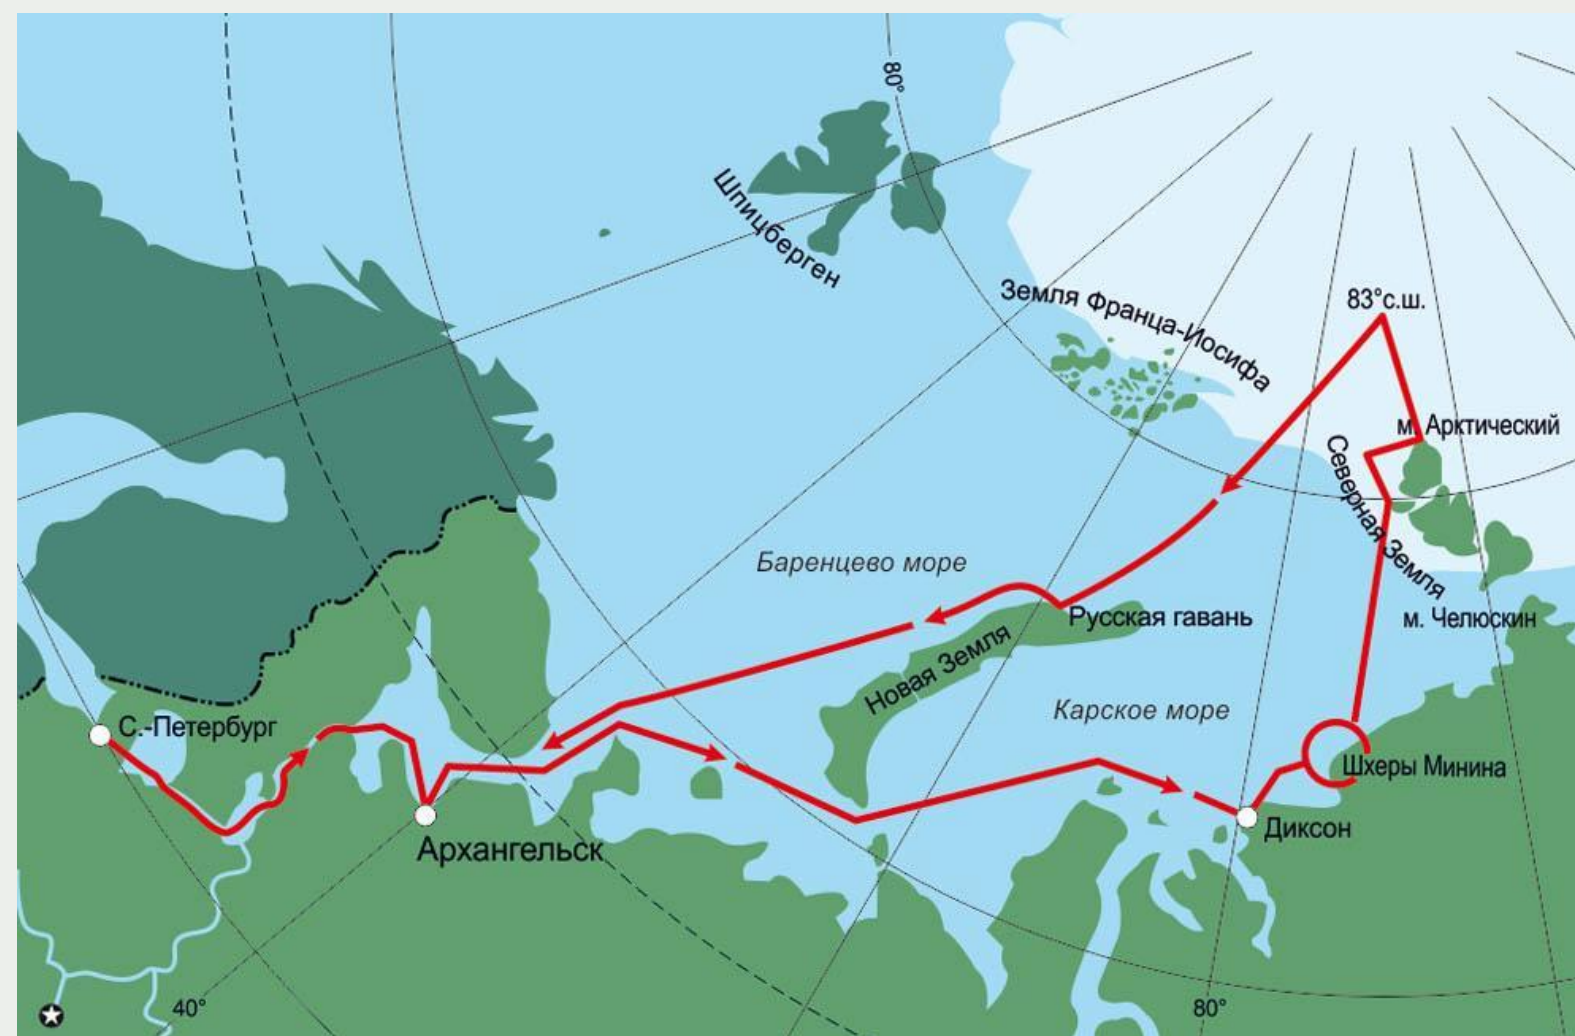 80°
Шпицберген
Земля Франца-Иосифа
83°с.ш.
м. Арктический
Северная Земля
Баренцево море
Русская гавань
м. Челюскин
Новая Земля
Карское море
С.-Петербург
Шхеры Минина
Диксон
Архангельск
40°
80°